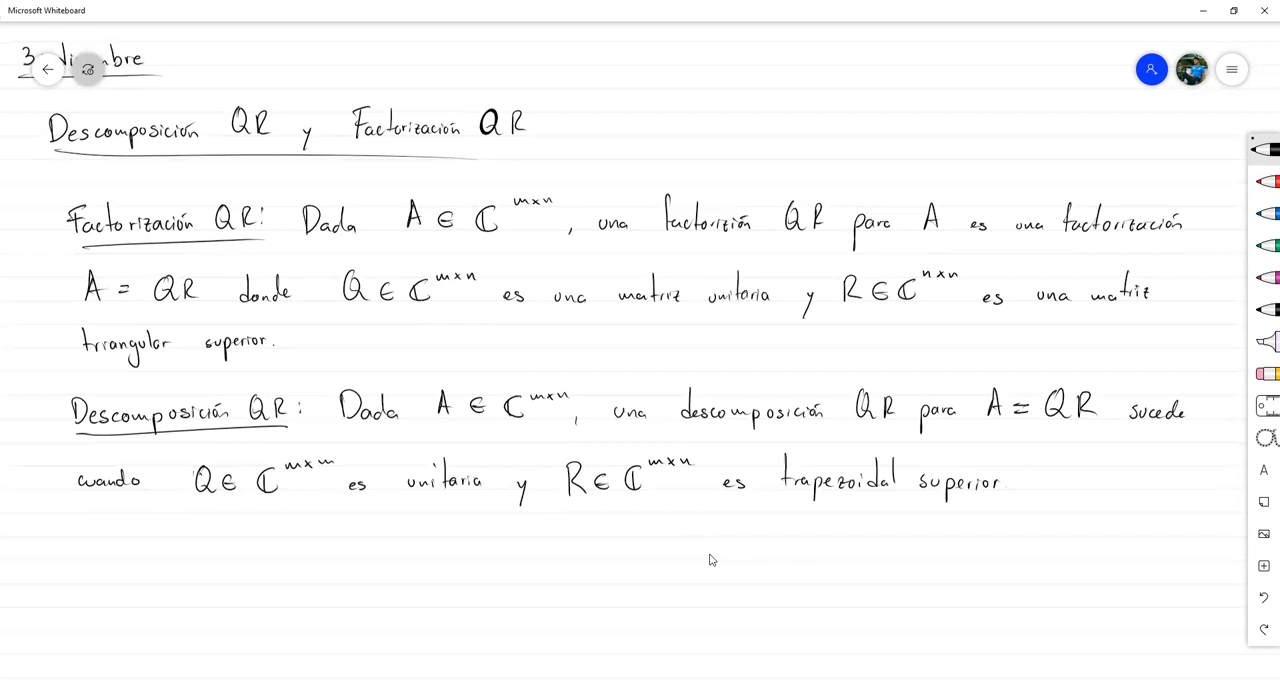 Microsoft Whiteboard
3
Descomposición QR y Factorización QR
Factorización QR: Dada A ∈ ℂ^{m×n}, una factorizión QR para A es una factorización
A = QR donde Q ∈ ℂ^{m×n} es una matriz unitaria y R ∈ ℂ^{n×n} es una matriz
triangular superior.
Descomposición QR: Dada A ∈ ℂ^{m×n}, una descomposición QR para A = QR sucede
cuando Q ∈ ℂ^{m×m} es unitaria y R ∈ ℂ^{m×n} es trapezoidal superior.
A